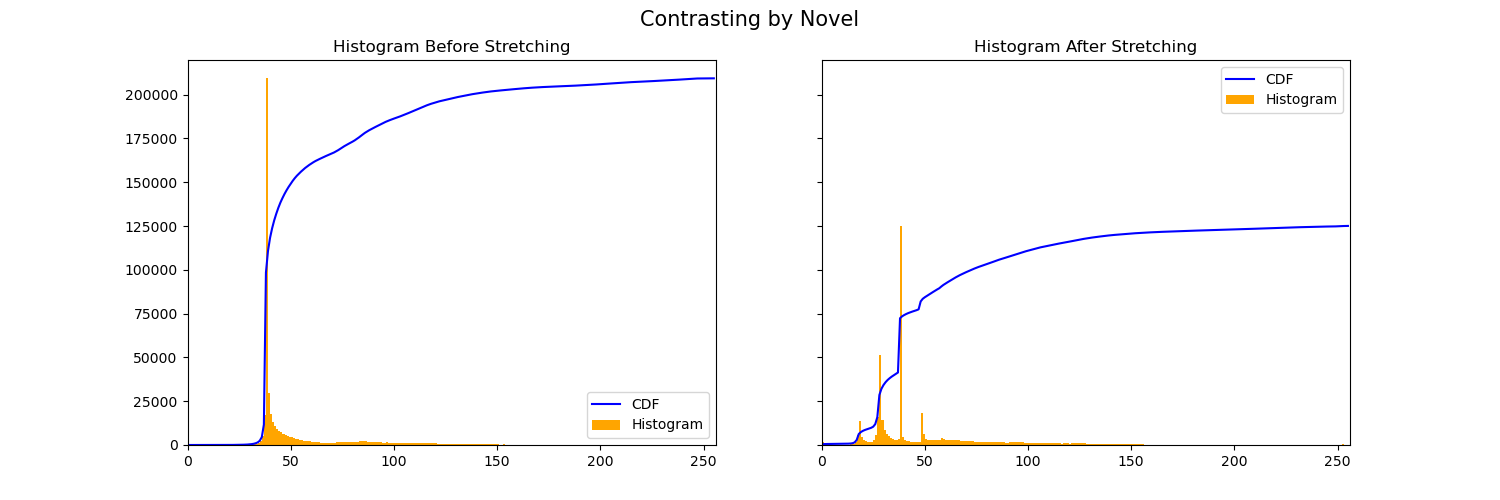 Contrasting by Novel
Histogram Before Stretching
200000
175000
150000
125000
100000
75000
50000
25000
0
0 50 100 150 200 250
CDF
Histogram
Histogram After Stretching
CDF
Histogram
0 50 100 150 200 250